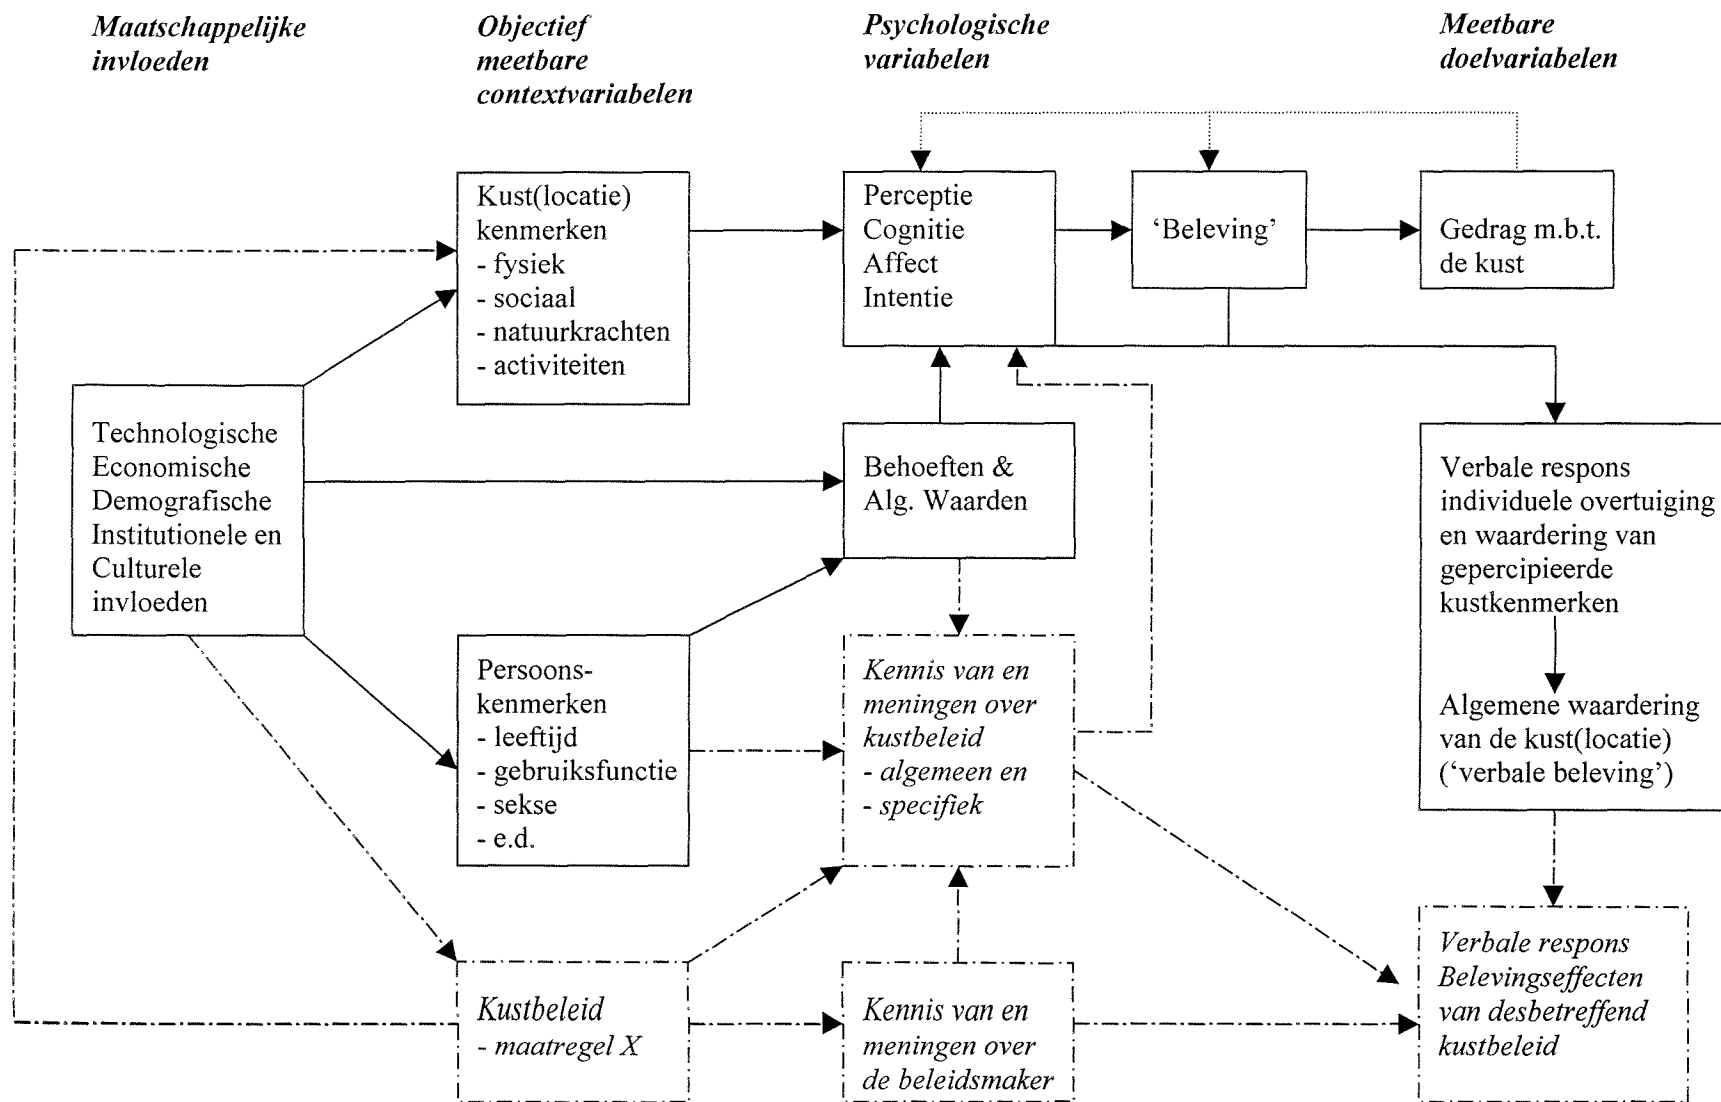 Maatschappelijke
invloeden
Objectief
meetbare
contextvariabelen
Psychologische
variabelen
Meetbare
doelvariabelen
Kust(locatie)
kenmerken
- fysiek
- sociaal
- natuurkrachten
- activiteiten
Perceptie
Cognitie
Affect
Intentie
‘Beleving’
Gedrag m.b.t.
de kust
Technologische
Economische
Demografische
Institutionele en
Culturele
invloeden
Behoeften &
Alg. Waarden
Verbale respons
individuele overtuiging
en waardering van
gepercipieerde
kustkenmerken
Algemene waardering
van de kust(locatie)
(‘verbale beleving’)
Persoons-
kenmerken
- leeftijd
- gebruiksfunctie
- sekse
- e.d.
Kennis van en
meningen over
kustbeleid
- algemeen en
- specifiek
Kustbeleid
- maatregel X
Kennis van en
meningen over
de beleidsmaker
Verbale respons
Belevingseffecten
van desbetreffend
kustbeleid